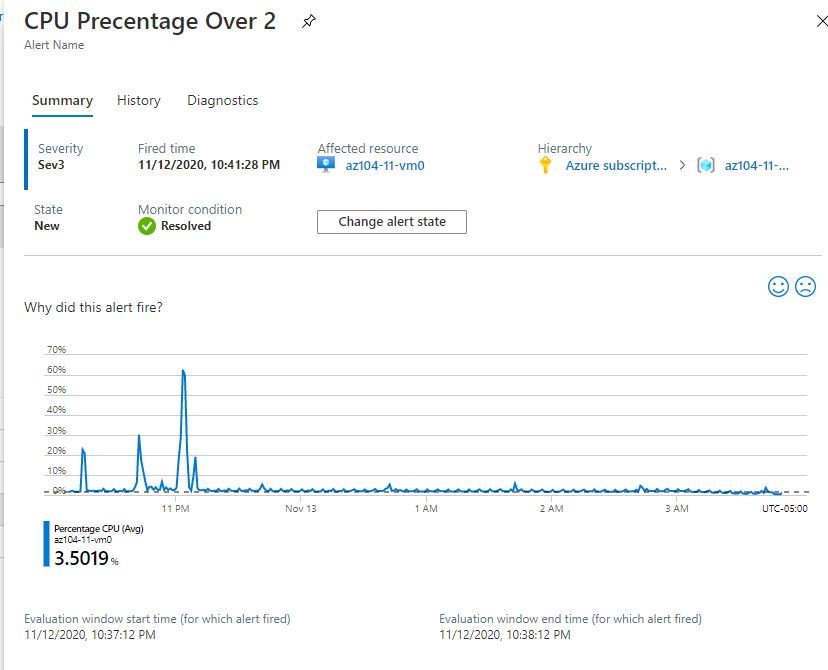 CPU Precentage Over 2
Alert Name
Summary History Diagnostics
Severity Fired time Affected resource Hierarchy
Sev3 11/12/2020, 10:41:28 PM az104-11-vm0 Azure subscript... > az104-11-...
State Monitor condition
New Resolved Change alert state
Why did this alert fire?
70%
60%
50%
40%
30%
20%
10%
0%
11 PM Nov 13 1 AM 2 AM 3 AM UTC-05:00
Percentage CPU (Avg)
az104-11-vm0
3.5019 %
Evaluation window start time (for which alert fired) Evaluation window end time (for which alert fired)
11/12/2020, 10:37:12 PM 11/12/2020, 10:38:12 PM